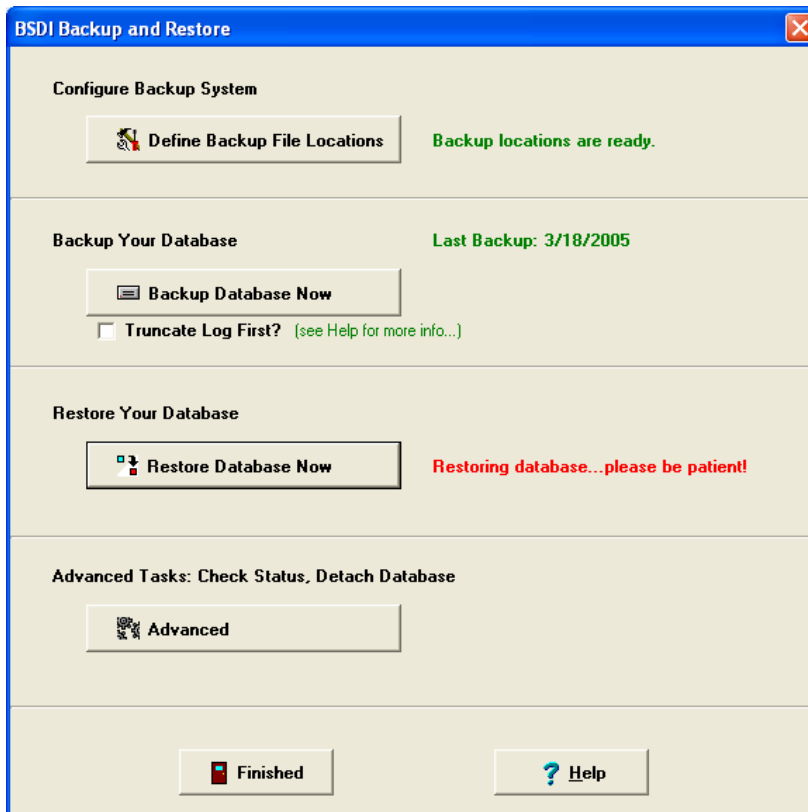 BSDI Backup and Restore
Configure Backup System
Define Backup File Locations
Backup locations are ready.
Backup Your Database
Last Backup: 3/18/2005
Backup Database Now
Truncate Log First? (see Help for more info...)
Restore Your Database
Restore Database Now
Restoring database...please be patient!
Advanced Tasks: Check Status, Detach Database
Advanced
Finished
Help